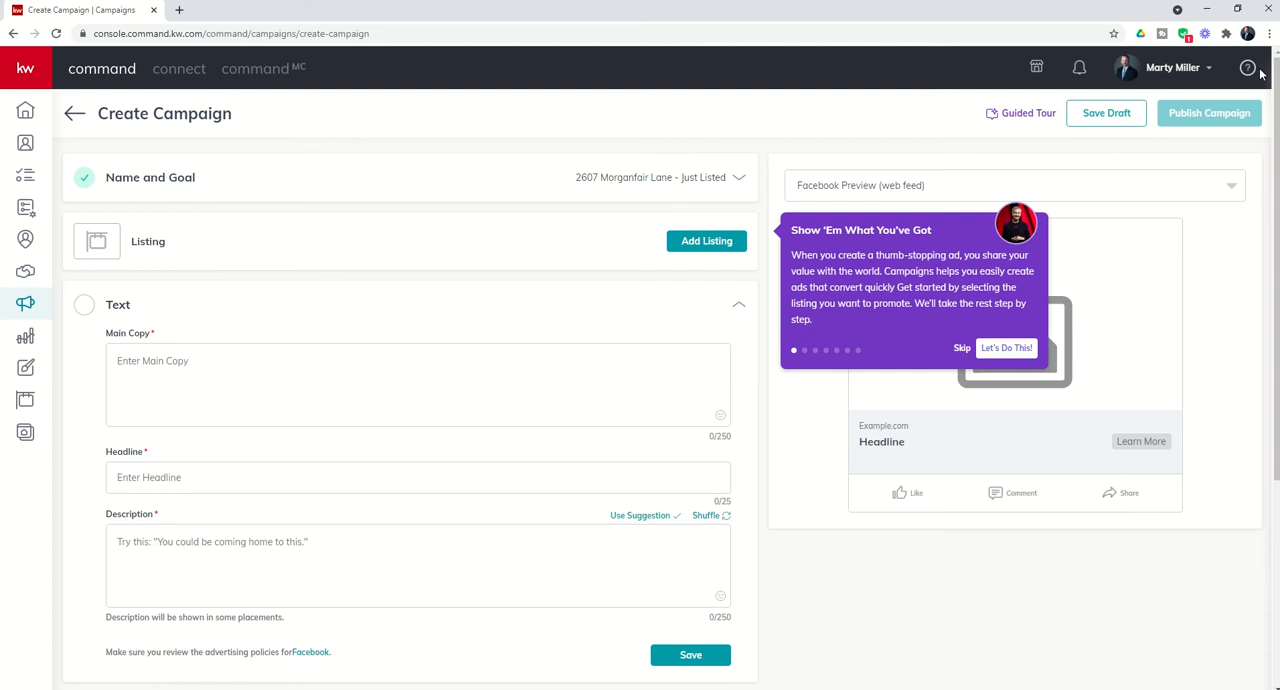 kw Create Campaign | Campaigns
console.command.kw.com/command/campaigns/create-campaign
1
kw command connect command MC Marty Miller
Create Campaign Guided Tour Save Draft Publish Campaign
Name and Goal 2607 Morganfair Lane - Just Listed
Listing Add Listing
Text
Main Copy*
Enter Main Copy
0/250
Headline*
Enter Headline
0/25
Description* Use Suggestion Shuffle
Try this: "You could be coming home to this."
Description will be shown in some placements. 0/250
Make sure you review the advertising policies forFacebook.
Save
Facebook Preview (web feed)
Show ‘Em What You’ve Got
When you create a thumb-stopping ad, you share your
value with the world. Campaigns helps you easily create
ads that convert quickly Get started by selecting the
listing you want to promote. We’ll take the rest step by
step.
Skip Let’s Do This!
Example.com
Headline Learn More
Like Comment Share